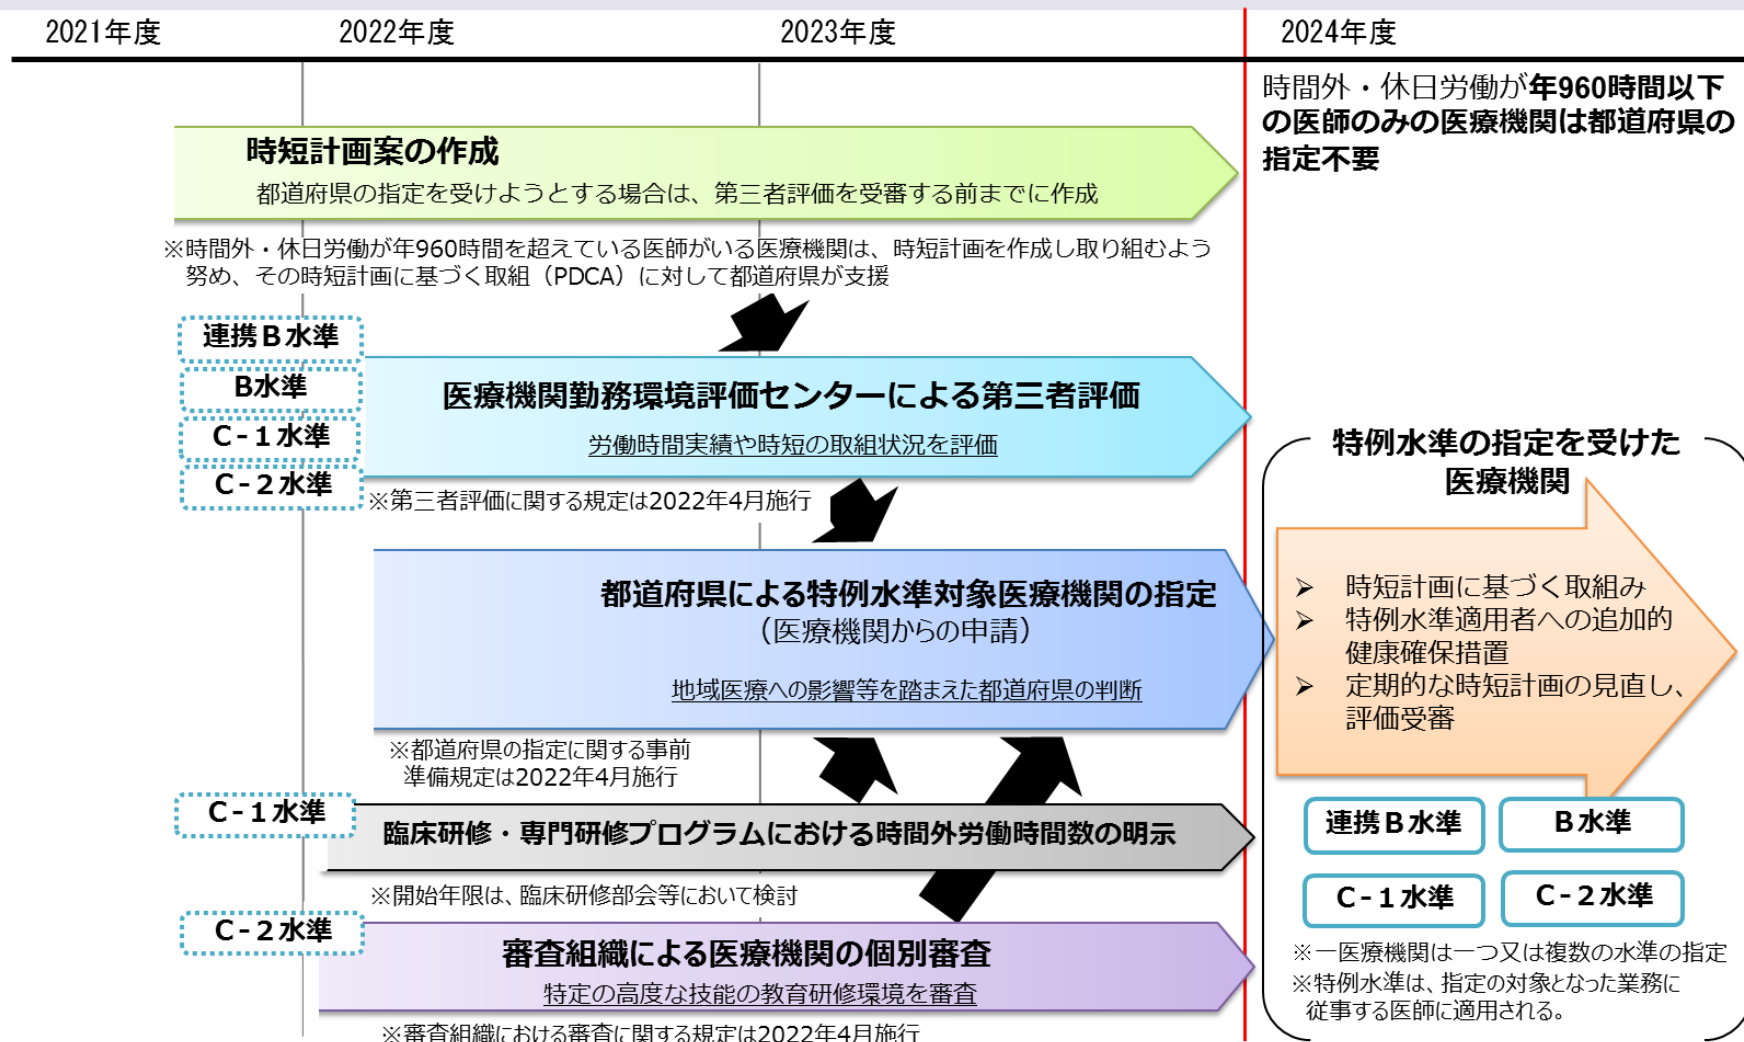 2021年度
2022年度
2023年度
2024年度
時間外・休日労働が年960時間以下
の医師のみの医療機関は都道府県の
指定不要
時短計画案の作成
都道府県の指定を受けようとする場合は、第三者評価を受審する前までに作成
※時間外・休日労働が年960時間を超えている医師がいる医療機関は、時短計画を作成し取り組むよう
努め、その時短計画に基づく取組（PDCA）に対して都道府県が支援
連携Ｂ水準
B水準
Ｃ-１水準
Ｃ-２水準
医療機関勤務環境評価センターによる第三者評価
労働時間実績や時短の取組状況を評価
※第三者評価に関する規定は2022年4月施行
都道府県による特例水準対象医療機関の指定
（医療機関からの申請）
地域医療への影響等を踏まえた都道府県の判断
※都道府県の指定に関する事前
準備規定は2022年4月施行
Ｃ-１水準
臨床研修・専門研修プログラムにおける時間外労働時間数の明示
※開始年限は、臨床研修部会等において検討
Ｃ-２水準
審査組織による医療機関の個別審査
特定の高度な技能の教育研修環境を審査
※審査組織における審査に関する規定は2022年4月施行
特例水準の指定を受けた
医療機関
➢ 時短計画に基づく取組み
➢ 特例水準適用者への追加的
健康確保措置
➢ 定期的な時短計画の見直し、
評価受審
連携Ｂ水準
Ｂ水準
Ｃ-１水準
Ｃ-２水準
※一医療機関は一つ又は複数の水準の指定
※特例水準は、指定の対象となった業務に
従事する医師に適用される。